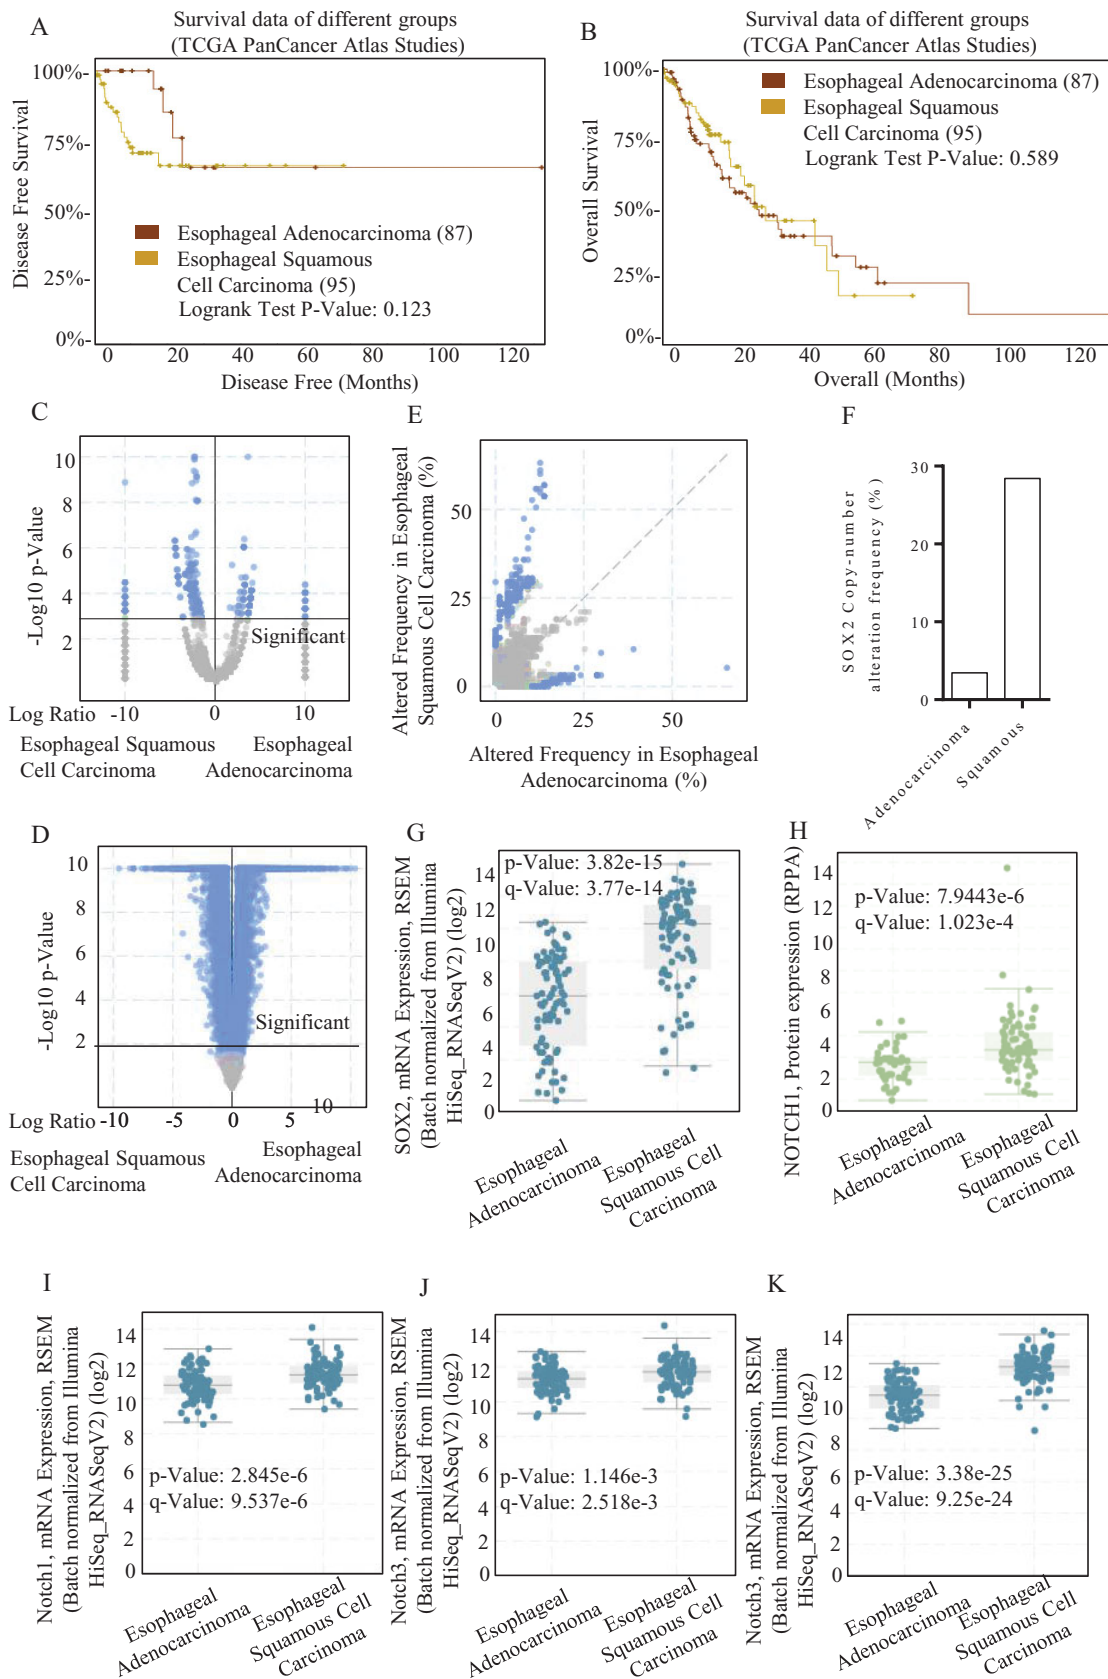 A
Survival data of different groups
(TCGA PanCancer Atlas Studies)
Disease Free Survival
100%
75%
50%
25%
0%
Esophageal Adenocarcinoma (87)
Esophageal Squamous
Cell Carcinoma (95)
Logrank Test P-Value: 0.123
0 20 40 60 80 100 120
Disease Free (Months)
B
Survival data of different groups
(TCGA PanCancer Atlas Studies)
Overall Survival
100%
75%
50%
25%
0%
Esophageal Adenocarcinoma (87)
Esophageal Squamous
Cell Carcinoma (95)
Logrank Test P-Value: 0.589
0 20 40 60 80 100 120
Overall (Months)
C
-Log10 p-Value
10
8
6
4
2
Significant
Log Ratio -10 0 10
Esophageal Squamous
Cell Carcinoma
Esophageal
Adenocarcinoma
E
Altered Frequency in Esophageal
Squamous Cell Carcinoma (%)
50
25
0
0 25 50
Altered Frequency in Esophageal
Adenocarcinoma (%)
F
SOX2 Copy-number
alteration frequency (%)
30
20
10
0
Adenocarcinoma
Squamous
D
-Log10 p-Value
10
8
6
4
2
Significant
Log Ratio -10 -5 0 5 10
Esophageal Squamous
Cell Carcinoma
Esophageal
Adenocarcinoma
G
SOX2, mRNA Expression, RSEM
(Batch normalized from Illumina
HiSeq_RNASeqV2) (log2)
14
12
10
8
6
4
2
0
p-Value: 3.82e-15
q-Value: 3.77e-14
Esophageal
Adenocarcinoma
Esophageal
Squamous Cell
Carcinoma
H
NOTCH1, Protein expression (RPPA)
14
12
10
8
6
4
2
0
p-Value: 7.9443e-6
q-Value: 1.023e-4
Esophageal
Adenocarcinoma
Esophageal
Squamous Cell
Carcinoma
I
Notch1, mRNA Expression, RSEM
(Batch normalized from Illumina
HiSeq_RNASeqV2) (log2)
14
12
10
8
6
4
2
0
p-Value: 2.845e-6
q-Value: 9.537e-6
Esophageal
Adenocarcinoma
Esophageal
Squamous Cell
Carcinoma
J
Notch3, mRNA Expression, RSEM
(Batch normalized from Illumina
HiSeq_RNASeqV2) (log2)
14
12
10
8
6
4
2
0
p-Value: 1.146e-3
q-Value: 2.518e-3
Esophageal
Adenocarcinoma
Esophageal
Squamous Cell
Carcinoma
K
Notch3, mRNA Expression, RSEM
(Batch normalized from Illumina
HiSeq_RNASeqV2) (log2)
14
12
10
8
6
4
2
0
p-Value: 3.38e-25
q-Value: 9.25e-24
Esophageal
Adenocarcinoma
Esophageal
Squamous Cell
Carcinoma